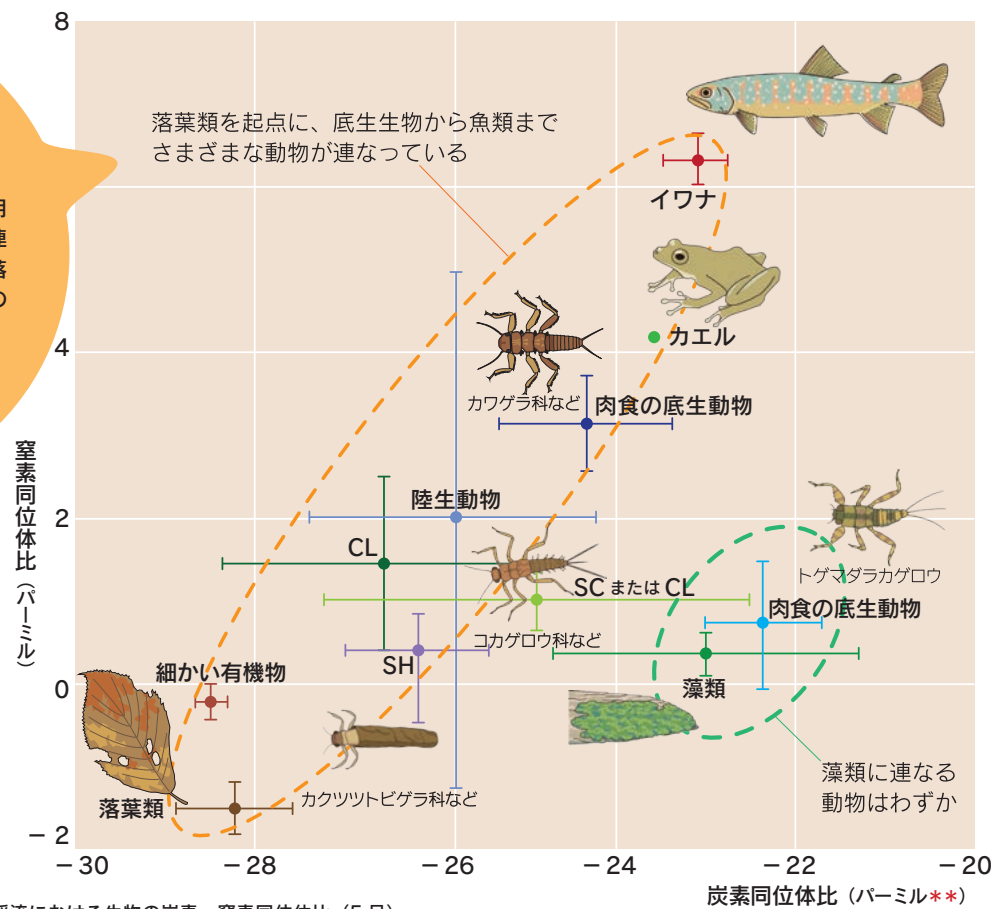 8
落葉類を起点に、底生生物から魚類まで
さまざまな動物が連なっている
イワナ
カエル
4
カワゲラ科など
肉食の底生動物
窒素同位体比（パーミル）
陸生動物
2
CL
SC または CL
トゲマダラカゲロウ
肉食の底生動物
コカゲロウ科など
SH
細かい有機物
0
藻類
藻類に連なる
動物はわずか
カクツツトビゲラ科など
落葉類
－2
－30
－28
－26
－24
－22
－20
炭素同位体比（パーミル＊＊）